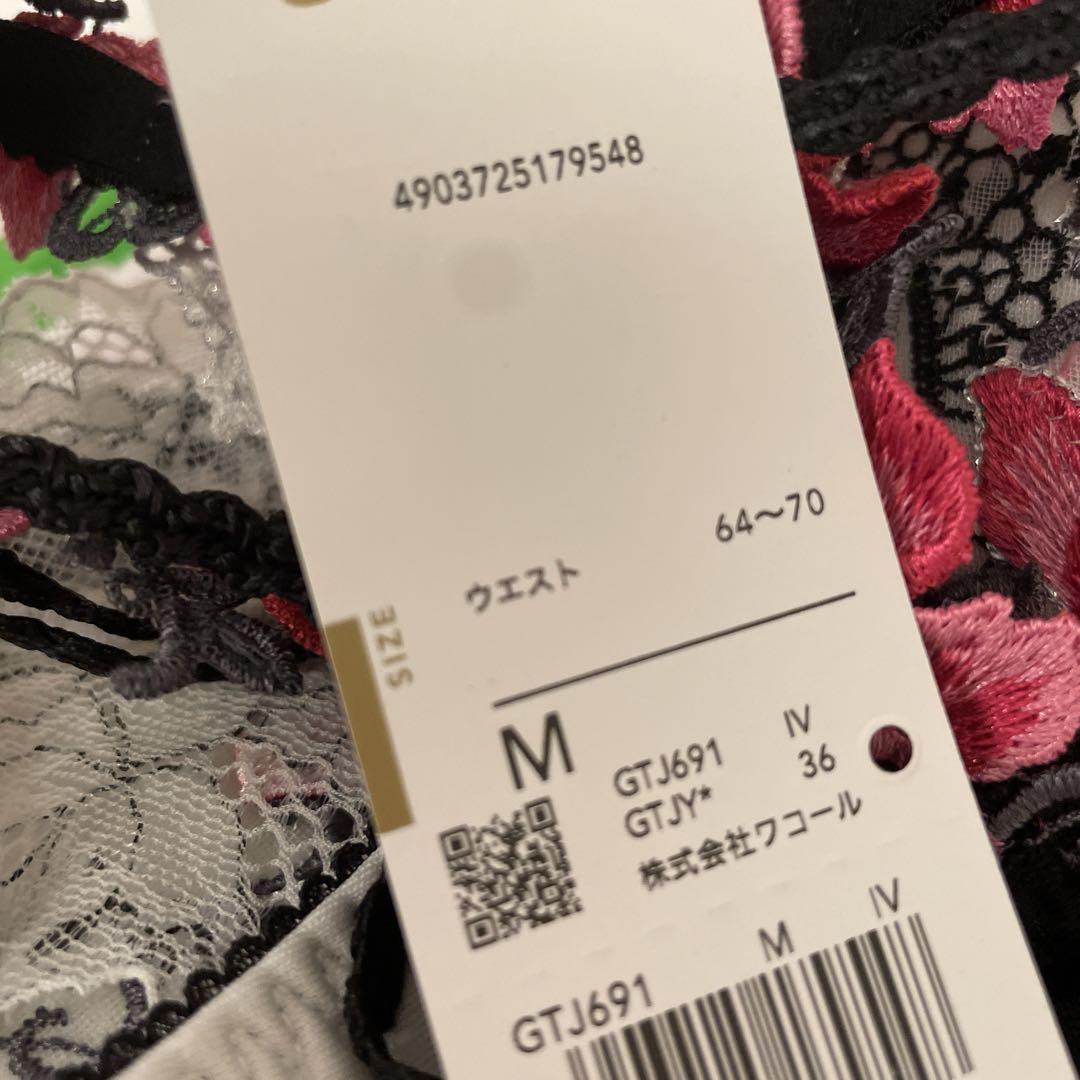 4903725179548
64〜70
ウエスト
SIZE
M
GTJ691 IV
GTJY* 36
株式会社ワコール
GTJ691 M IV